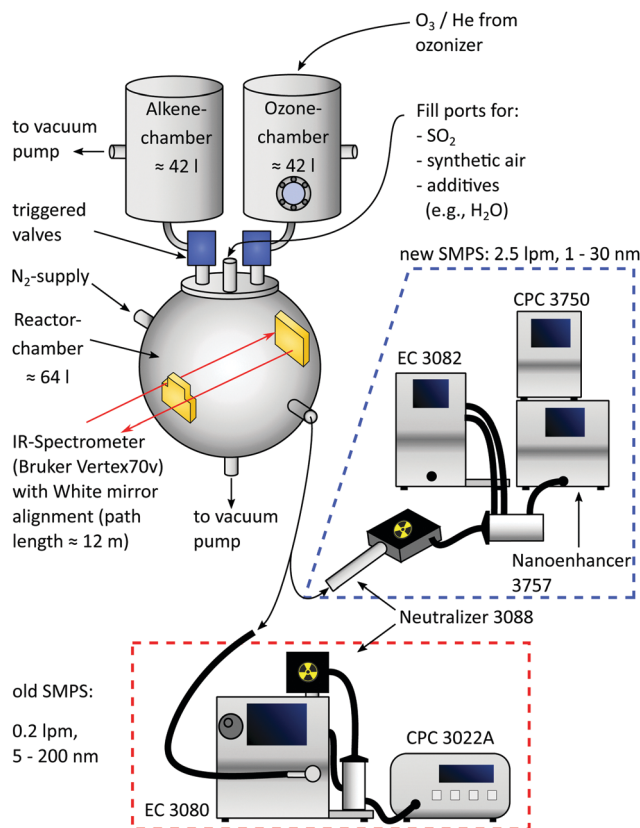 O₃ / He from
ozonizer
Alkene-
chamber
≈ 42 l
Ozone-
chamber
≈ 42 l
Fill ports for:
- SO₂
- synthetic air
- additives
(e.g., H₂O)
to vacuum
pump
triggered
valves
N₂-supply
Reactor-
chamber
≈ 64 l
new SMPS: 2.5 lpm, 1 - 30 nm
CPC 3750
EC 3082
IR-Spectrometer
(Bruker Vertex70v)
with White mirror
alignment (path
length ≈ 12 m)
to vacuum
pump
Nanoenhancer
3757
Neutralizer 3088
old SMPS:
0.2 lpm,
5 - 200 nm
CPC 3022A
EC 3080